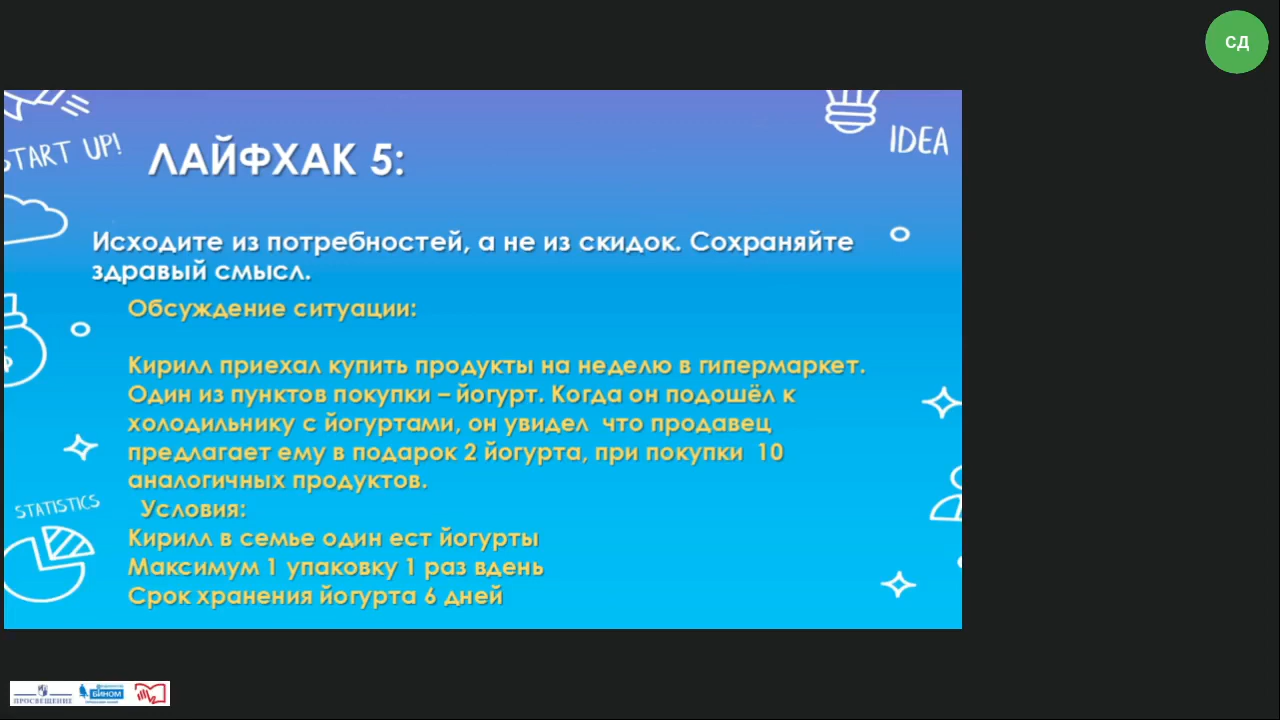 СД
START UP!
IDEA
ЛАЙФХАК 5:
Исходите из потребностей, а не из скидок. Сохраняйте
здравый смысл.
Обсуждение ситуации:
Кирилл приехал купить продукты на неделю в гипермаркет.
Один из пунктов покупки – йогурт. Когда он подошёл к
холодильнику с йогуртами, он увидел что продавец
предлагает ему в подарок 2 йогурта, при покупки 10
аналогичных продуктов.
Условия:
Кирилл в семье один ест йогурты
Максимум 1 упаковку 1 раз вдень
Срок хранения йогурта 6 дней
STATISTICS
ПРОСВЕЩЕНИЕ
БИНОМ